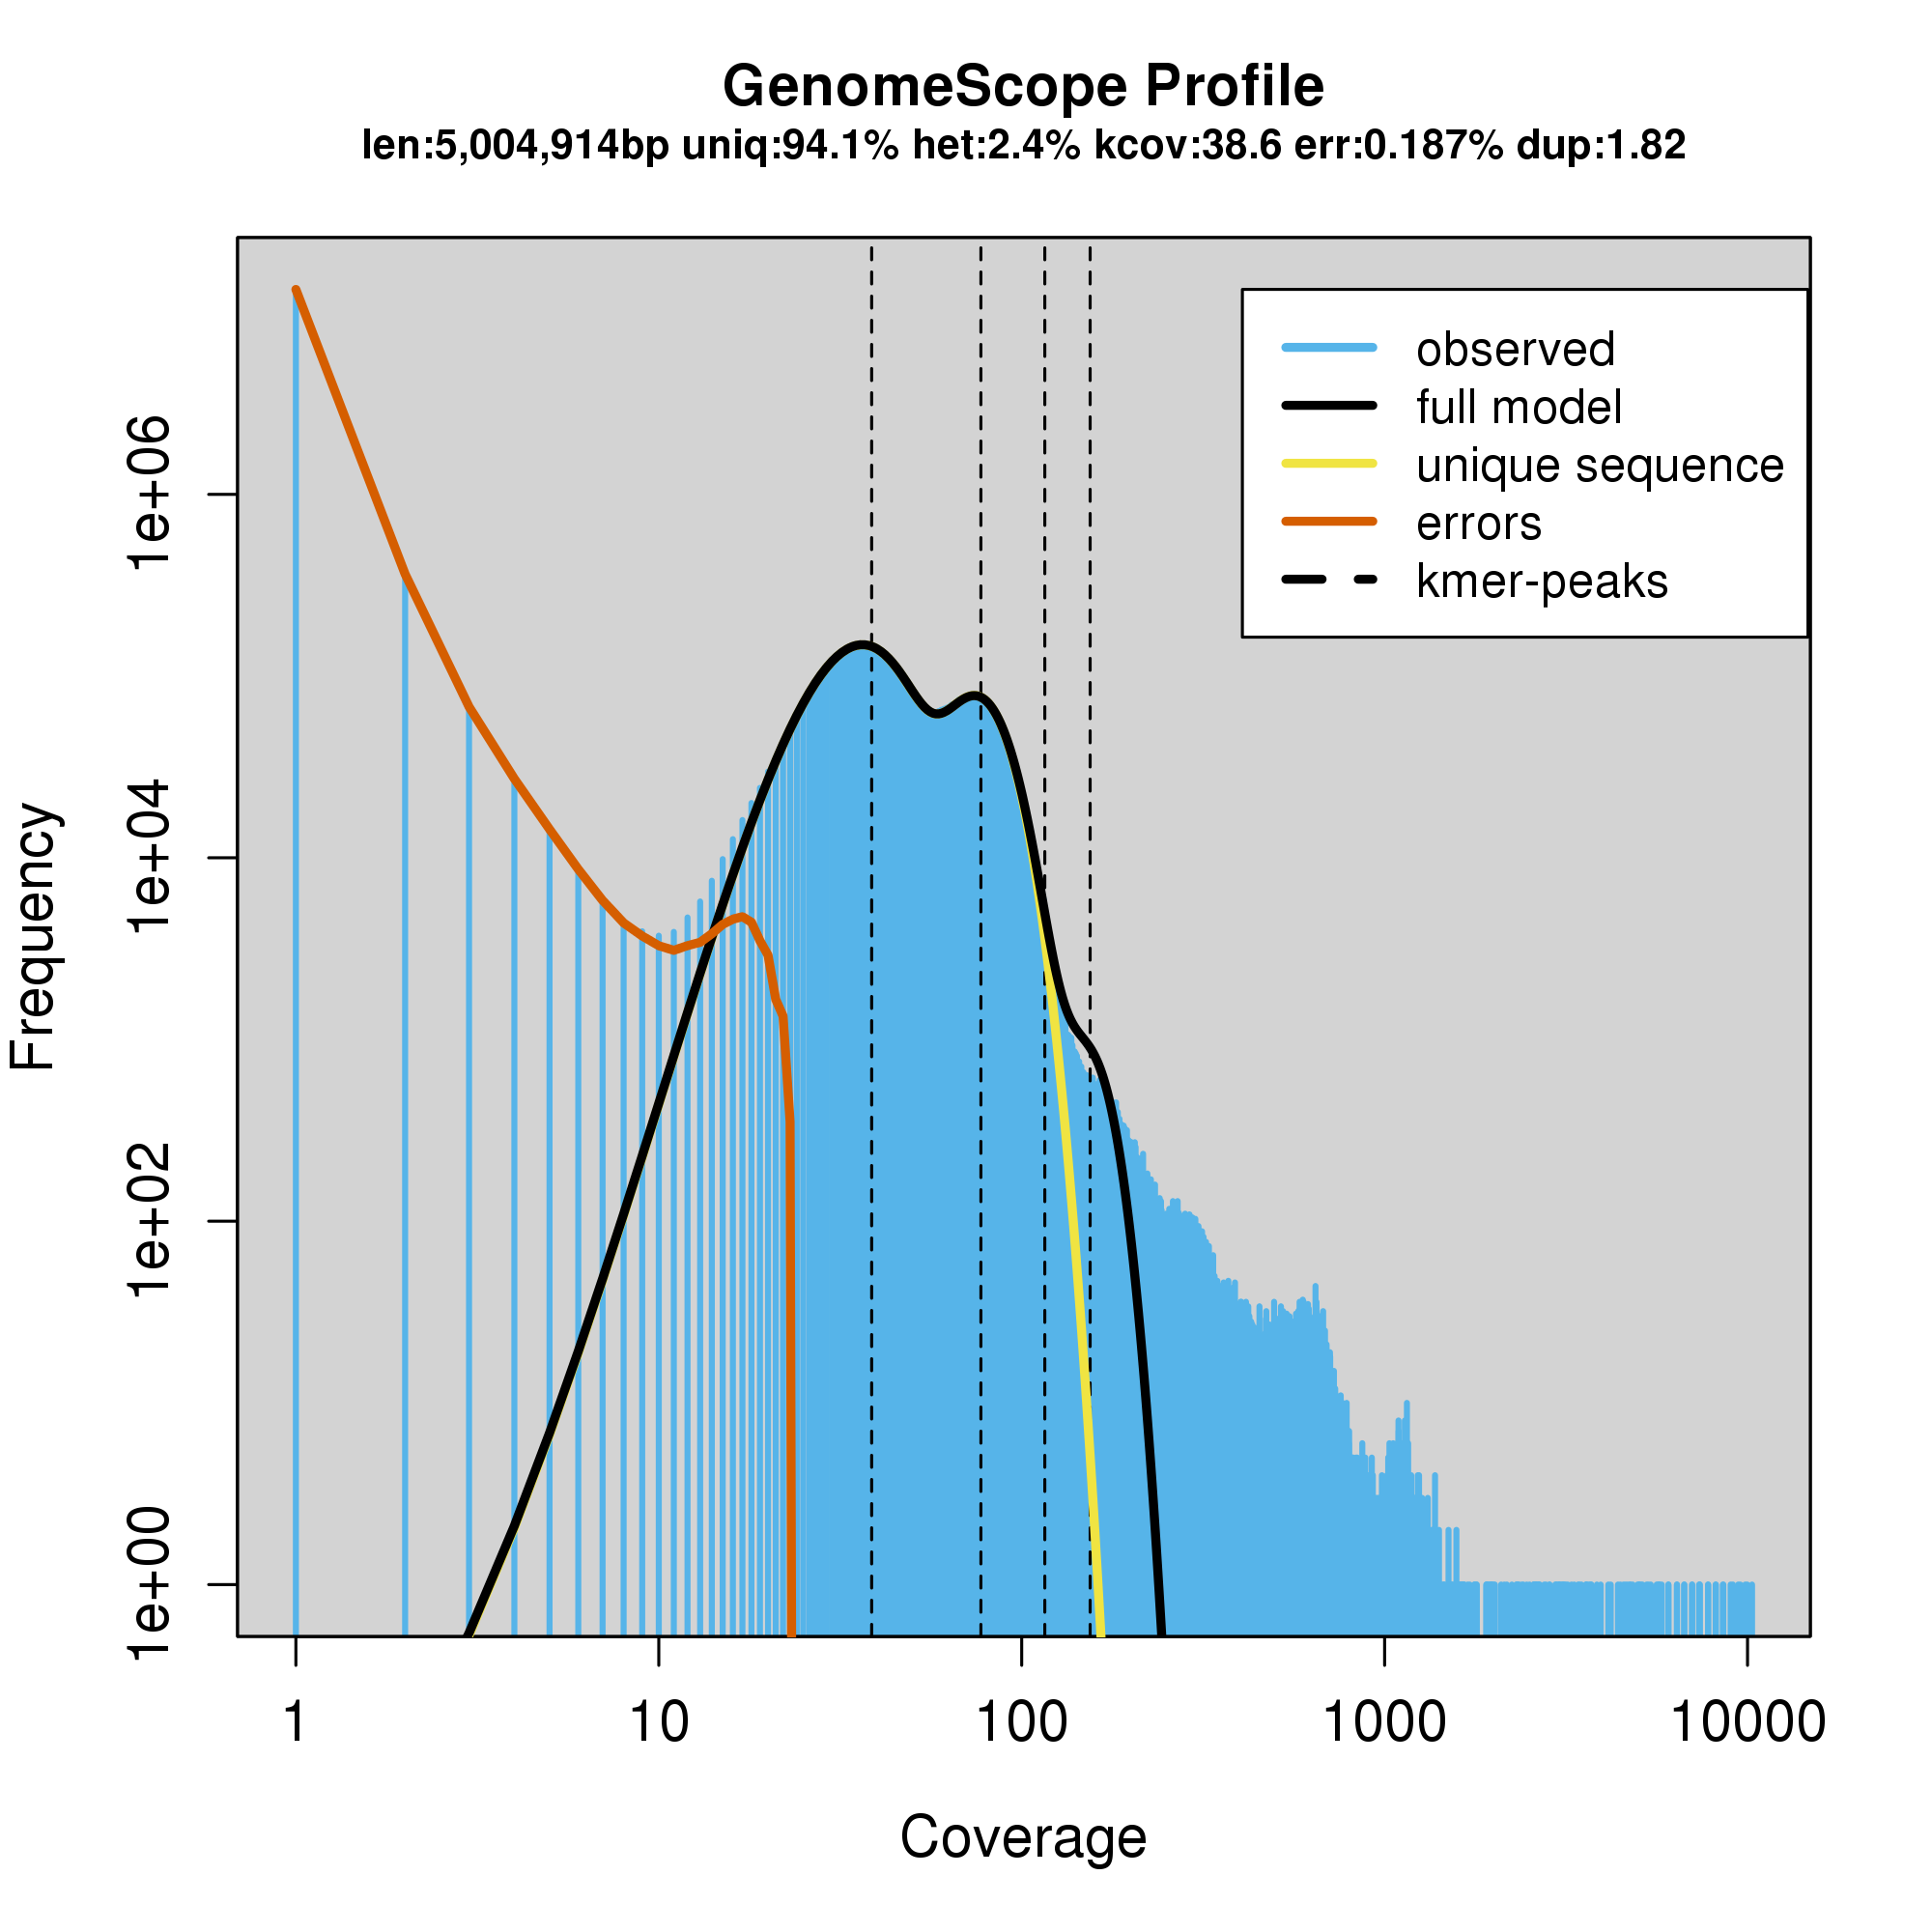 GenomeScope Profile
len:5,004,914bp uniq:94.1% het:2.4% kcov:38.6 err:0.187% dup:1.82
observed
full model
unique sequence
errors
kmer-peaks
Frequency
1e+06
1e+04
1e+02
1e+00
1 10 100 1000 10000
Coverage